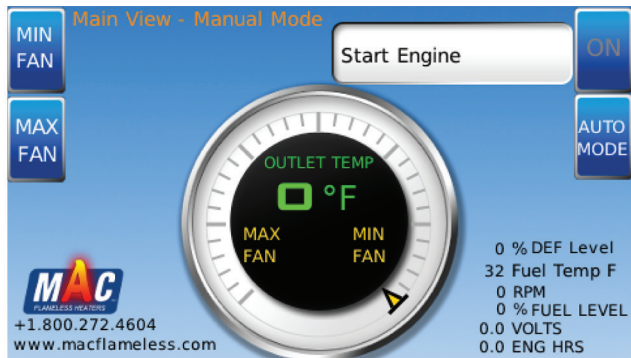 Main View - Manual Mode
MIN
FAN
Start Engine
ON
MAX
FAN
AUTO
MODE
OUTLET TEMP
0 °F
MAX
FAN
MIN
FAN
MAC
FLAMELESS HEATERS
+1.800.272.4604
www.macflameless.com
0 % DEF Level
32 Fuel Temp F
0 RPM
0 % FUEL LEVEL
0.0 VOLTS
0.0 ENG HRS